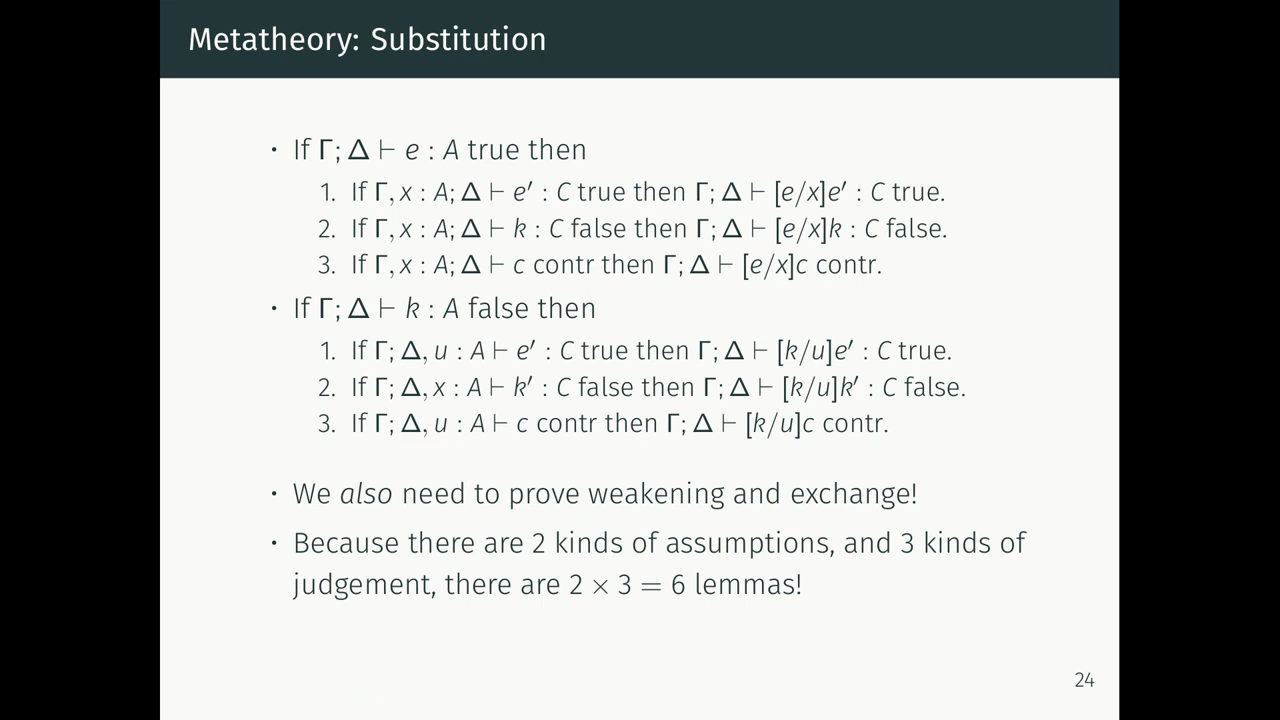 Metatheory: Substitution
• If Γ; Δ ⊢ e : A true then
1. If Γ, x : A; Δ ⊢ e′ : C true then Γ; Δ ⊢ [e/x]e′ : C true.
2. If Γ, x : A; Δ ⊢ k : C false then Γ; Δ ⊢ [e/x]k : C false.
3. If Γ, x : A; Δ ⊢ c contr then Γ; Δ ⊢ [e/x]c contr.
• If Γ; Δ ⊢ k : A false then
1. If Γ; Δ, u : A ⊢ e′ : C true then Γ; Δ ⊢ [k/u]e′ : C true.
2. If Γ; Δ, x : A ⊢ k′ : C false then Γ; Δ ⊢ [k/u]k′ : C false.
3. If Γ; Δ, u : A ⊢ c contr then Γ; Δ ⊢ [k/u]c contr.
• We also need to prove weakening and exchange!
• Because there are 2 kinds of assumptions, and 3 kinds of
judgement, there are 2 × 3 = 6 lemmas!
24